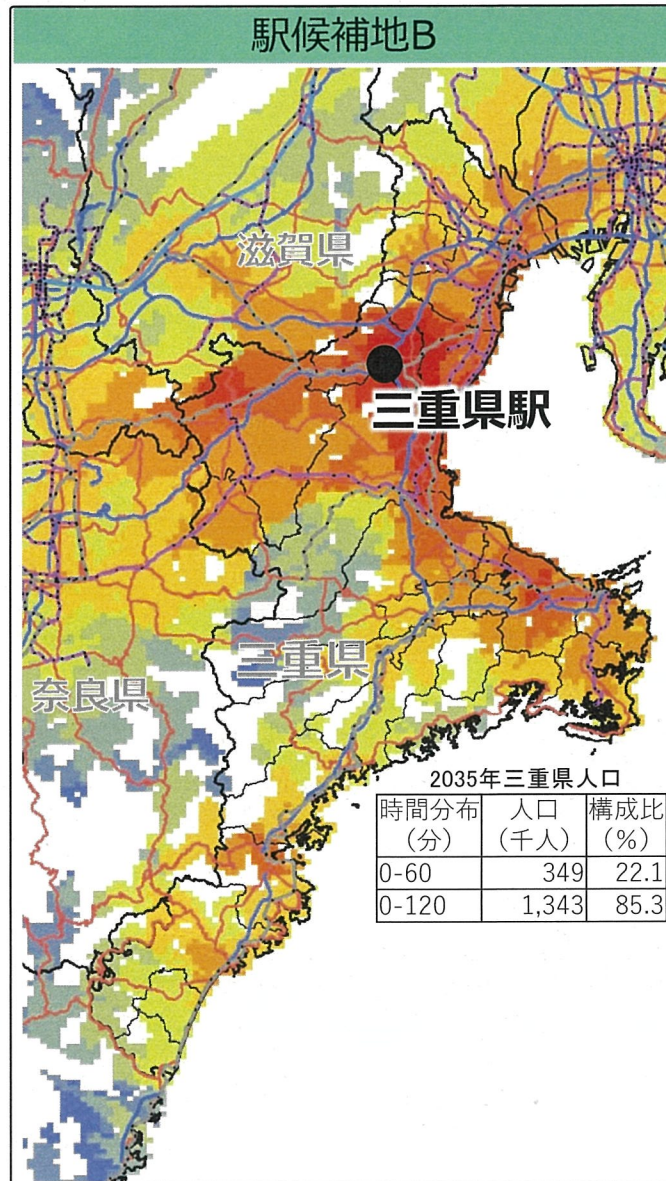 駅候補地B
滋賀県
三重県駅
三重県
奈良県
2035年三重県人口
時間分布 人口 構成比
(分) (千人) (%)
0-60 349 22.1
0-120 1,343 85.3